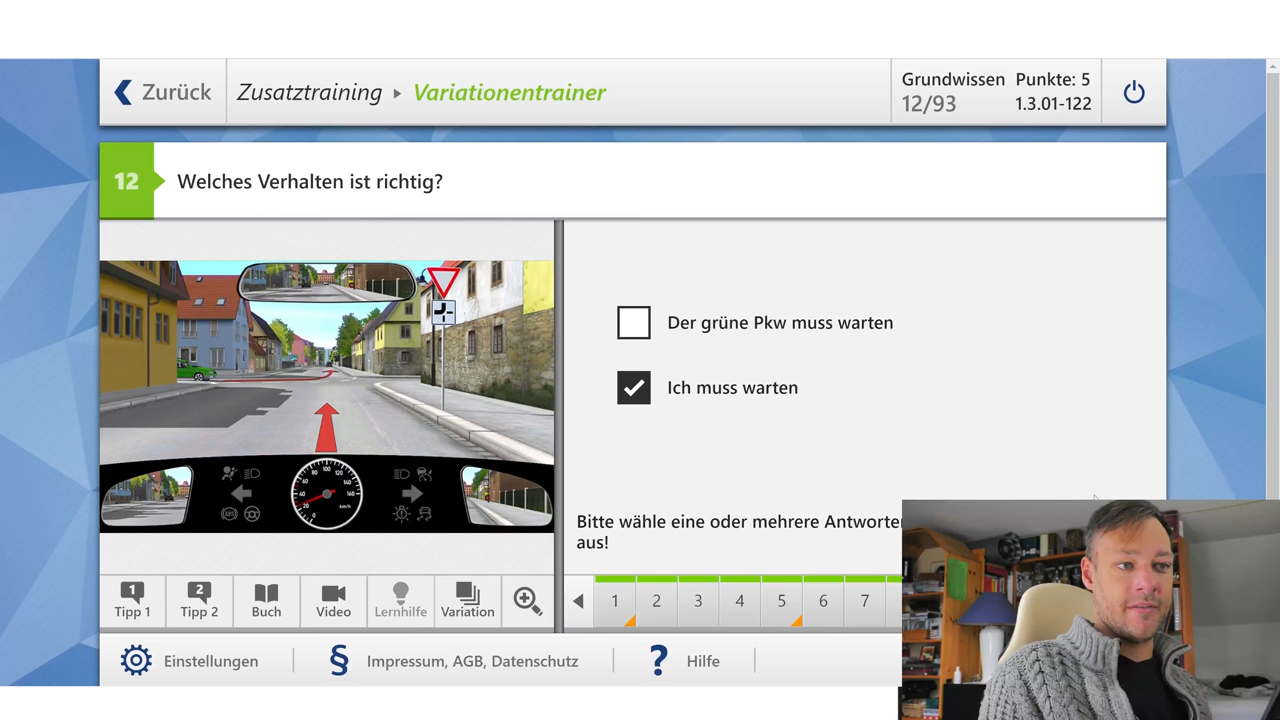 Zurück
Zusatztraining ▸ Variationentrainer
Grundwissen Punkte: 5
12/93 1.3.01-122
12
Welches Verhalten ist richtig?
Der grüne Pkw muss warten
Ich muss warten
Bitte wähle eine oder mehrere Antworten
aus!
1
Tipp 1
2
Tipp 2
Buch
Video
Lernhilfe
Variation
1 2 3 4 5 6 7
Einstellungen
§ Impressum, AGB, Datenschutz
? Hilfe